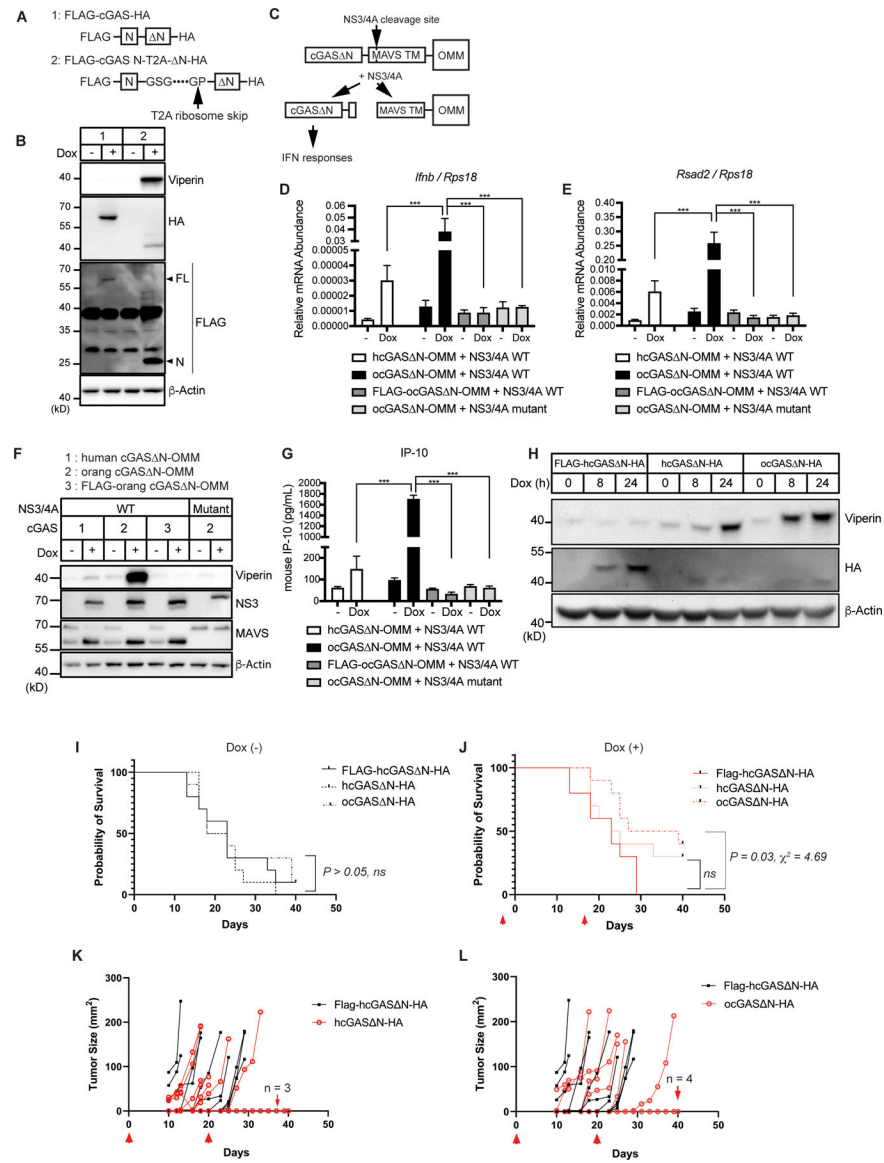 A
1: FLAG-cGAS-HA
FLAG N ΔN HA
2: FLAG-cGAS N-T2A-ΔN-HA
FLAG N GSG••••GP ΔN HA
T2A ribosome skip
C
NS3/4A cleavage site
cGASΔN MAVS TM OMM
+ NS3/4A
cGASΔN MAVS TM OMM
IFN responses
B
1 2
Dox - + - +
40 Viperin
70
55
40
HA
70
55
40
35
25
FL
FLAG
N
40 β-Actin
(kD)
D
Ifnb / Rps18
Relative mRNA Abundance
0.06
0.05
0.04
0.03
0.02
0.00005
0.00004
0.00003
0.00002
0.00001
0.00000
*** *** ***
- Dox - Dox - Dox - Dox
hcGASΔN-OMM + NS3/4A WT
ocGASΔN-OMM + NS3/4A WT
FLAG-ocGASΔN-OMM + NS3/4A WT
ocGASΔN-OMM + NS3/4A mutant
E
Rsad2 / Rps18
Relative mRNA Abundance
0.40
0.35
0.30
0.25
0.20
0.15
0.010
0.008
0.006
0.004
0.002
0.000
*** *** ***
- Dox - Dox - Dox - Dox
hcGASΔN-OMM + NS3/4A WT
ocGASΔN-OMM + NS3/4A WT
FLAG-ocGASΔN-OMM + NS3/4A WT
ocGASΔN-OMM + NS3/4A mutant
F
1 : human cGASΔN-OMM
2 : orang cGASΔN-OMM
3 : FLAG-orang cGASΔN-OMM
NS3/4A WT Mutant
cGAS 1 2 3 2
Dox - + - + - + - +
40 Viperin
70 NS3
70
55
MAVS
40 β-Actin
(kD)
G
IP-10
mouse IP-10 (pg/mL)
2000
1800
1600
1400
1200
1000
200
100
0
*** *** ***
- Dox - Dox - Dox - Dox
hcGASΔN-OMM + NS3/4A WT
ocGASΔN-OMM + NS3/4A WT
FLAG-ocGASΔN-OMM + NS3/4A WT
ocGASΔN-OMM + NS3/4A mutant
H
FLAG-hcGASΔN-HA hcGASΔN-HA ocGASΔN-HA
Dox (h) 0 8 24 0 8 24 0 8 24
40 Viperin
55
40
HA
40 β-Actin
(kD)
I
Dox (-)
Probability of Survival
100
50
0
0 10 20 30 40 50
Days
FLAG-hcGASΔN-HA
hcGASΔN-HA
ocGASΔN-HA
P > 0.05, ns
J
Dox (+)
Probability of Survival
100
50
0
0 10 20 30 40 50
Days
Flag-hcGASΔN-HA
hcGASΔN-HA
ocGASΔN-HA
ns
P = 0.03, χ² = 4.69
K
Tumor Size (mm²)
300
200
100
0
0 10 20 30 40 50
Days
Flag-hcGASΔN-HA
hcGASΔN-HA
n = 3
L
Tumor Size (mm²)
300
200
100
0
0 10 20 30 40 50
Days
Flag-hcGASΔN-HA
ocGASΔN-HA
n = 4